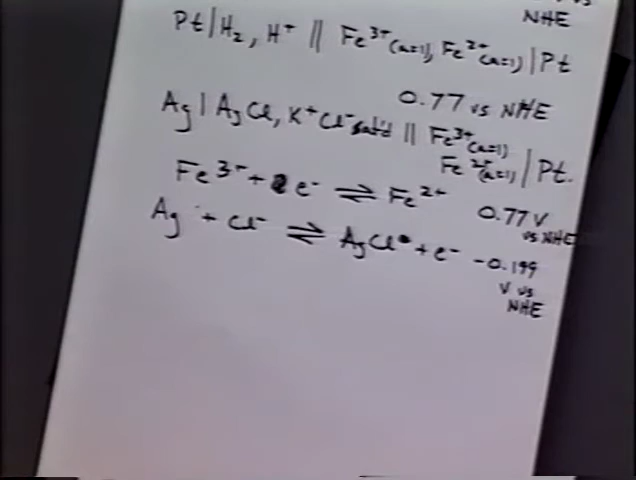 vs
NHE
Pt | H₂, H⁺ || Fe³⁺(a=1), Fe²⁺(a=1) | Pt
0.77 vs NHE
Ag | AgCl, K⁺Cl⁻ sat'd || Fe³⁺(a=1)
Fe²⁺(a=1) | Pt.
Fe³⁺ + e⁻ ⇌ Fe²⁺ 0.77 V
vs NHE
Ag + Cl⁻ ⇌ AgCl + e⁻ -0.199
V vs
NHE